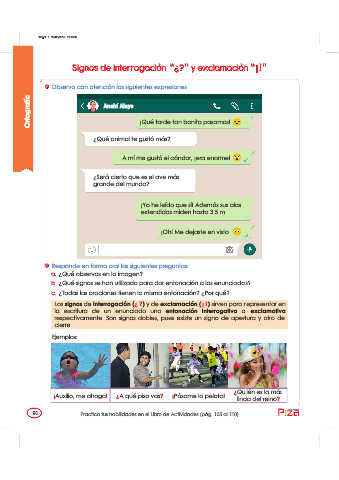 Signos de interrogación "¿?" y exclamación "¡!"
Ortografía
Observa con atención las siguientes expresiones
Anahí Alaya
¡Qué tarde tan bonita pasamos!
¿Qué animal te gustó más?
A mí me gustó el cóndor, ¡era enorme!
¿Será cierto que es el ave más
grande del mundo?
¡Yo he leído que sí! Además sus alas
extendidas miden hasta 3.5 m
¡Oh! Me dejaste en visto
Responde en forma oral las siguientes preguntas
a. ¿Qué observas en la imagen?
b. ¿Qué signos se han utilizado para dar entonación a los enunciados?
c. ¿Todas las oraciones tienen la misma entonación? ¿Por qué?
Los signos de interrogación (¿ ?) y de exclamación (¡ !) sirven para representar en
la escritura de un enunciado una entonación interrogativa o exclamativa
respectivamente. Son signos dobles, pues existe un signo de apertura y otro de
cierre
Ejemplos:
¡Auxilio, me ahogo!
¿A qué piso vas?
¡Pásame la pelota!
¿Quién es la más
linda del reino?
Practica tus habilidades en el Libro de Actividades (pág. 108 al 110)